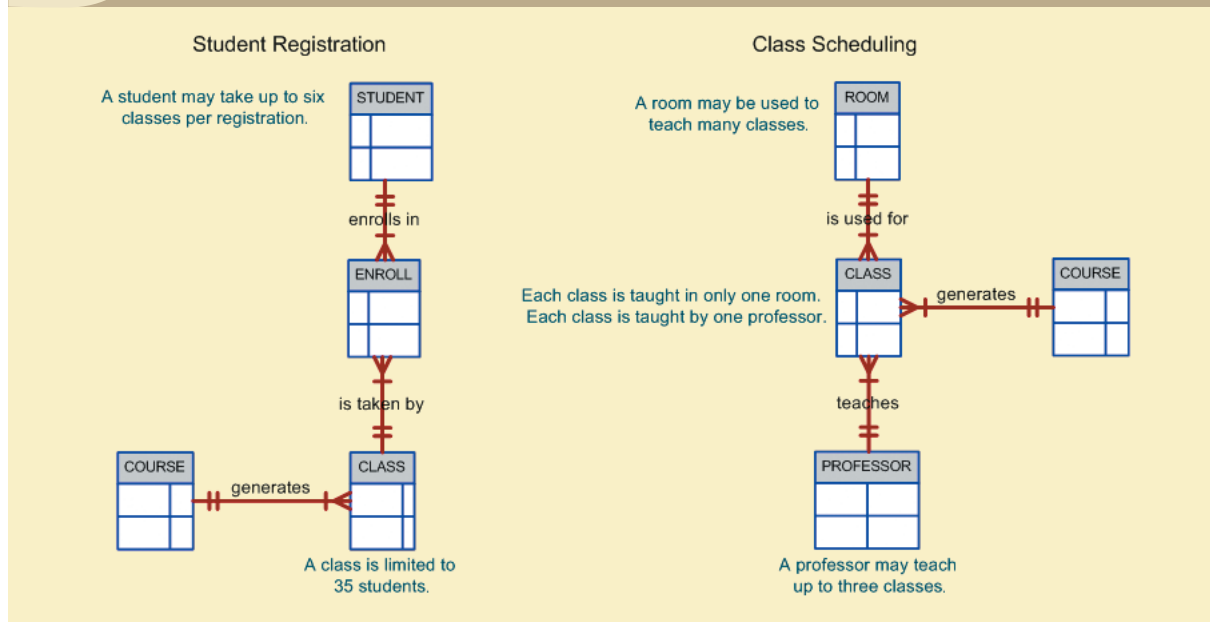 Student Registration
A student may take up to six
classes per registration.
STUDENT
enrolls in
ENROLL
is taken by
COURSE
generates
CLASS
A class is limited to
35 students.
Class Scheduling
A room may be used to
teach many classes.
ROOM
is used for
Each class is taught in only one room.
Each class is taught by one professor.
CLASS
generates
COURSE
teaches
PROFESSOR
A professor may teach
up to three classes.